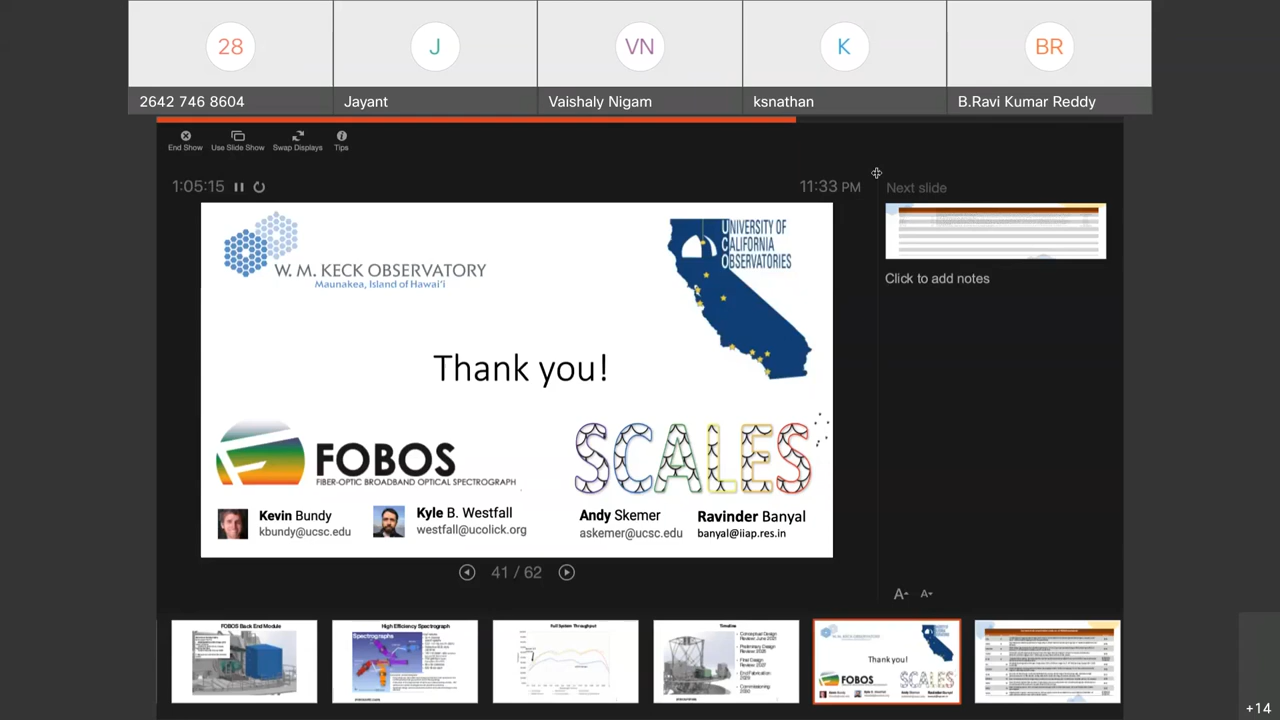 28
J
VN
K
BR
2642 746 8604
Jayant
Vaishaly Nigam
ksnathan
B.Ravi Kumar Reddy
End Show
Use Slide Show
Swap Displays
Tips
1:05:15
11:33 PM
Next slide
Click to add notes
W. M. KECK OBSERVATORY
Maunakea, Island of Hawai‘i
UNIVERSITY OF
CALIFORNIA
OBSERVATORIES
Thank you!
FOBOS
FIBER-OPTIC BROADBAND OPTICAL SPECTROGRAPH
SCALES
Kevin Bundy
kbundy@ucsc.edu
Kyle B. Westfall
westfall@ucolick.org
Andy Skemer
askemer@ucsc.edu
Ravinder Banyal
banyal@iiap.res.in
41 / 62
A
A
FOBOS Back End Module
High Efficiency Spectrograph
Spectrographs
Full System Throughput
Timeline
Thank you!
FOBOS
SCALES
+14